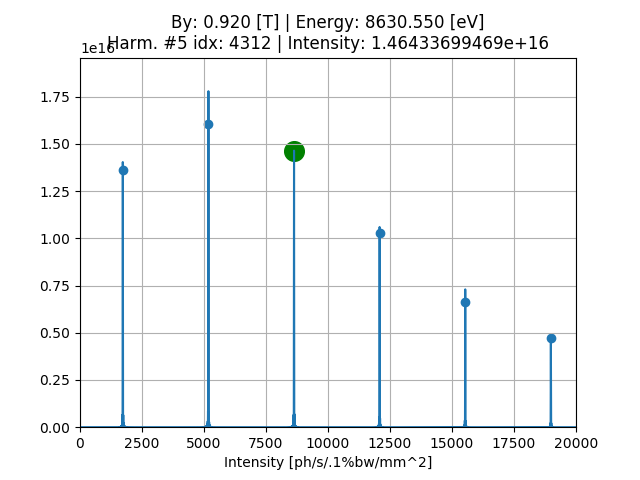 By: 0.920 [T] | Energy: 8630.550 [eV]
Harm. #5 idx: 4312 | Intensity: 1.46433699469e+16
1e16
1.75
1.50
1.25
1.00
0.75
0.50
0.25
0.00
0 2500 5000 7500 10000 12500 15000 17500 20000
Intensity [ph/s/.1%bw/mm^2]